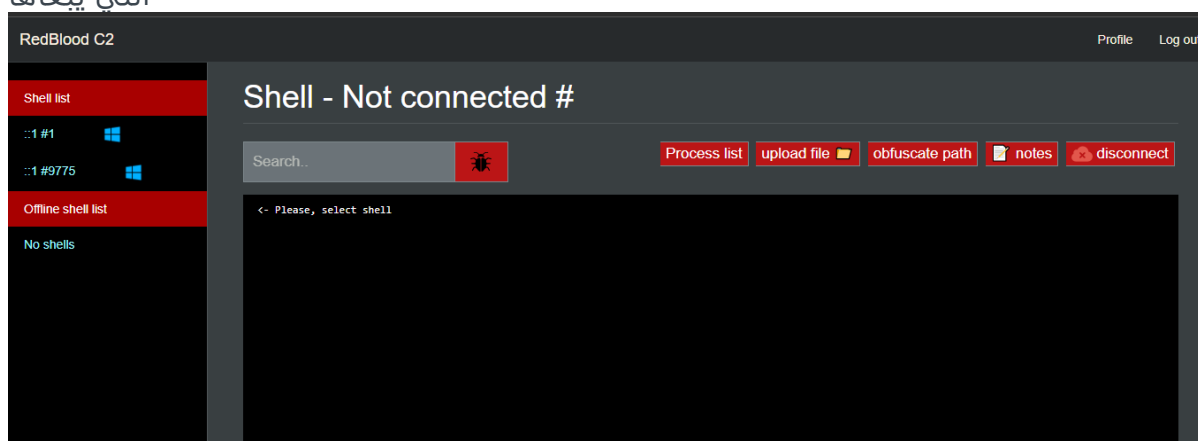 RedBlood C2
Profile Log out
Shell list
Shell - Not connected #
::1 #1
Search..
Process list
upload file
obfuscate path
notes
disconnect
::1 #9775
Offline shell list
<- Please, select shell
No shells